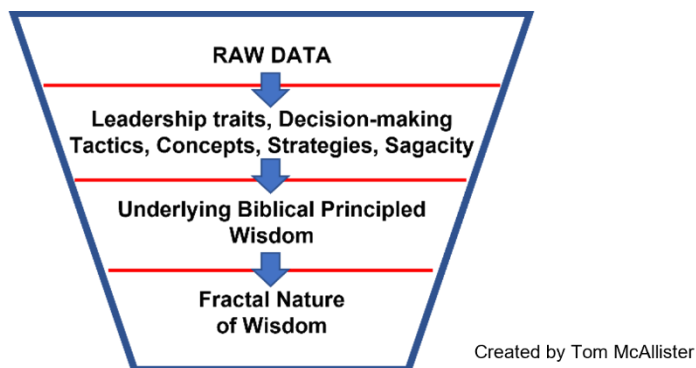 RAW DATA
Leadership traits, Decision-making
Tactics, Concepts, Strategies, Sagacity
Underlying Biblical Principled
Wisdom
Fractal Nature
of Wisdom
Created by Tom McAllister